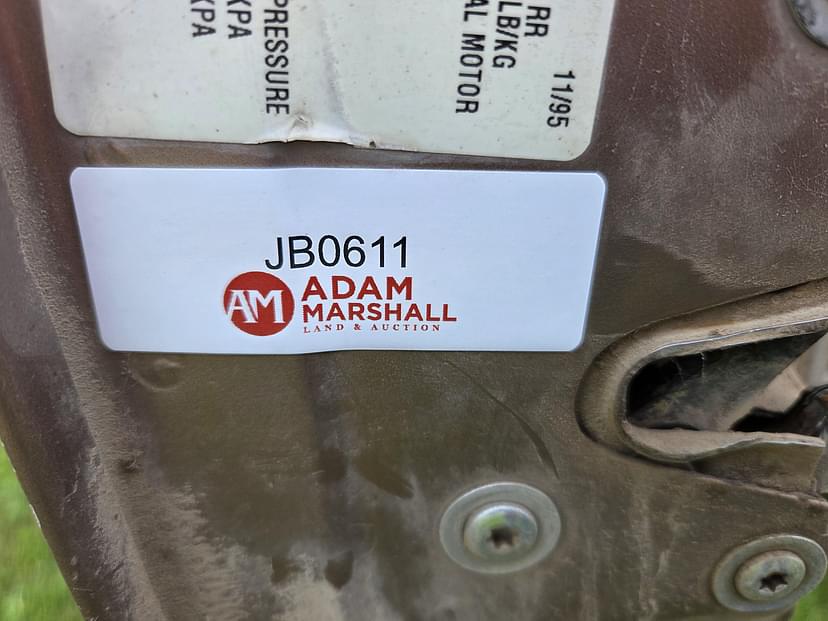 RR 11/95
LB/KG
AL MOTOR
PRESSURE
KPA
KPA
JB0611
AM
ADAM
MARSHALL
LAND & AUCTION